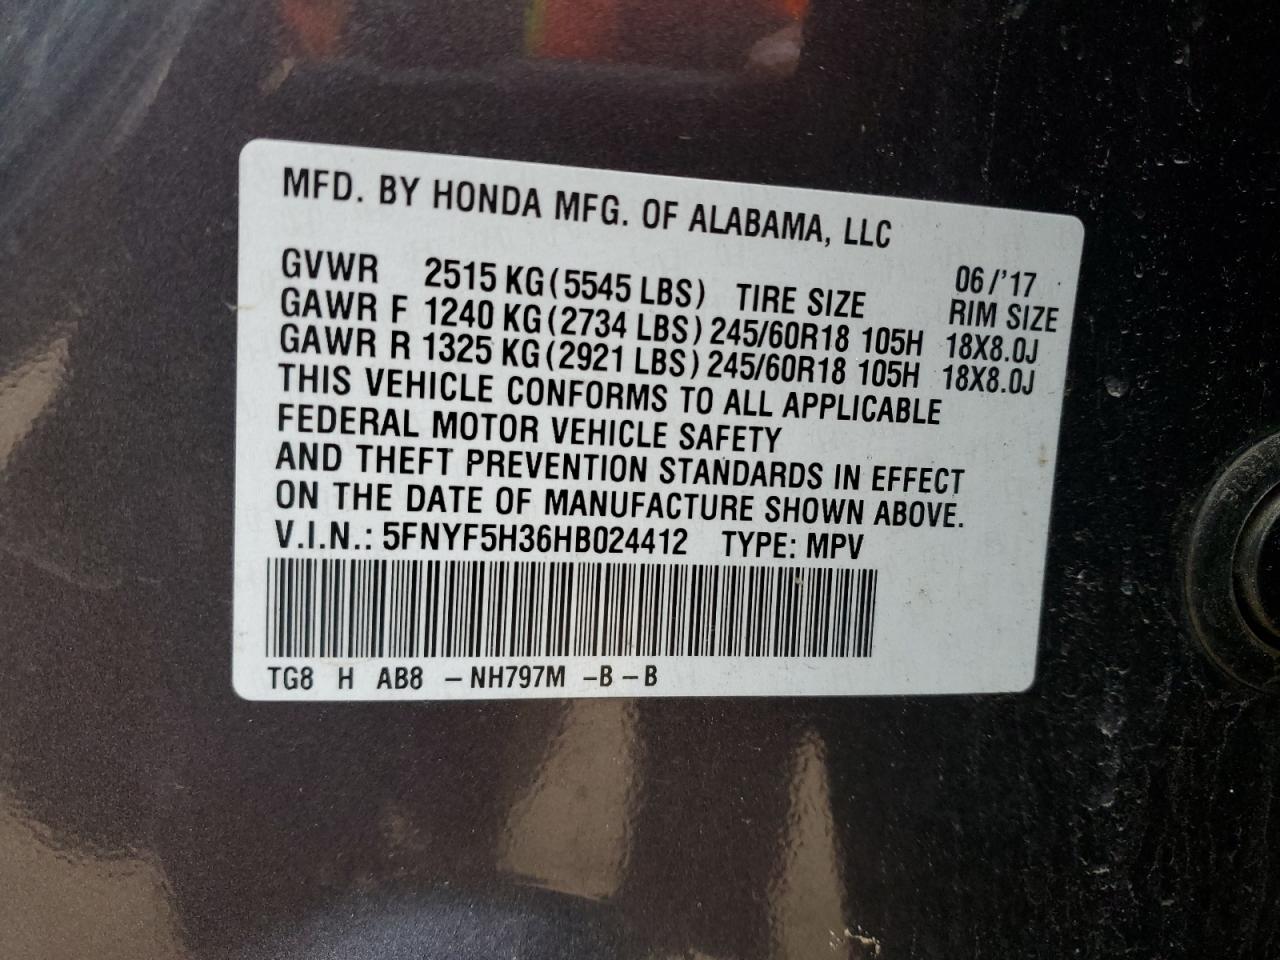 MFD. BY HONDA MFG. OF ALABAMA, LLC
GVWR 2515 KG (5545 LBS) TIRE SIZE 06/'17
RIM SIZE
GAWR F 1240 KG (2734 LBS) 245/60R18 105H 18X8.0J
GAWR R 1325 KG (2921 LBS) 245/60R18 105H 18X8.0J
THIS VEHICLE CONFORMS TO ALL APPLICABLE
FEDERAL MOTOR VEHICLE SAFETY
AND THEFT PREVENTION STANDARDS IN EFFECT
ON THE DATE OF MANUFACTURE SHOWN ABOVE.
V.I.N.: 5FNYF5H36HB024412 TYPE: MPV
TG8 H AB8 – NH797M –B – B